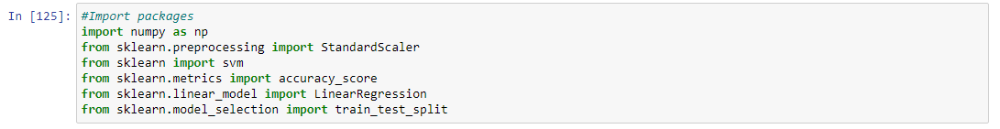 In [125]: #Import packages
import numpy as np
from sklearn.preprocessing import StandardScaler
from sklearn import svm
from sklearn.metrics import accuracy_score
from sklearn.linear_model import LinearRegression
from sklearn.model_selection import train_test_split